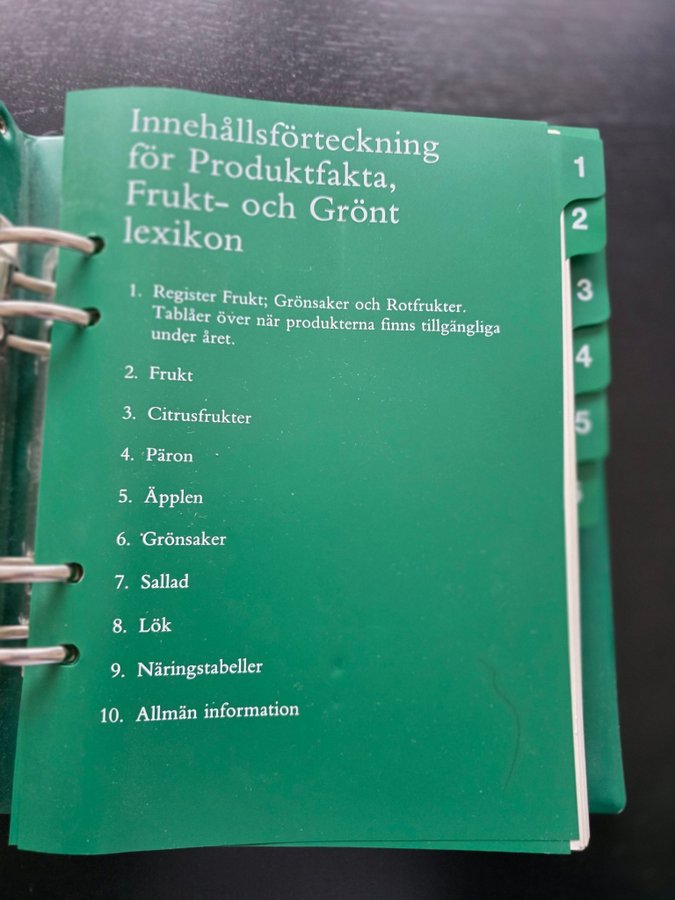 Innehållsförteckning
för Produktfakta,
Frukt- och Grönt
lexikon
1. Register Frukt; Grönsaker och Rotfrukter.
Tablåer över när produkterna finns tillgängliga
under året.
2. Frukt
3. Citrusfrukter
4. Päron
5. Äpplen
6. Grönsaker
7. Sallad
8. Lök
9. Näringstabeller
10. Allmän information
1
2
3
4
5